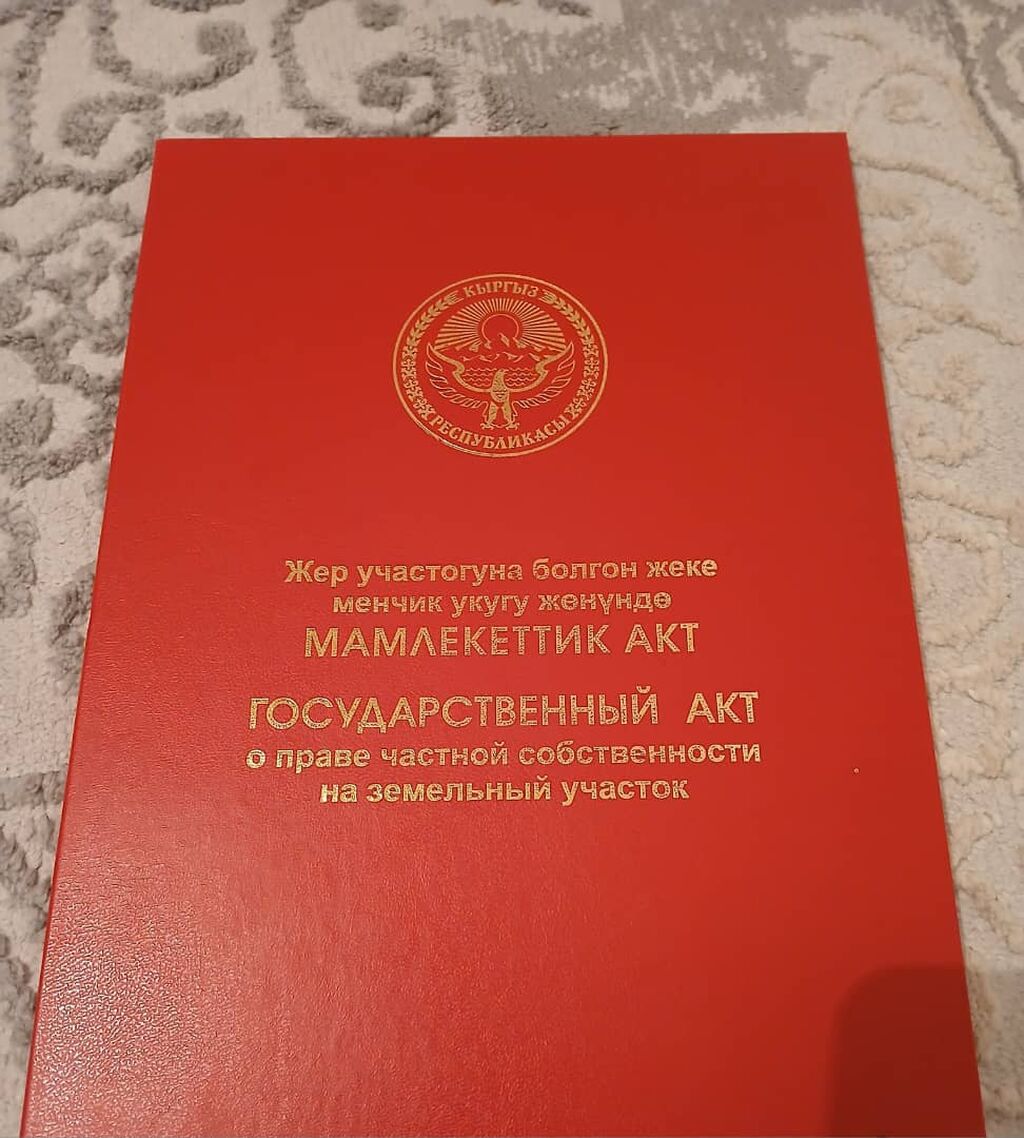 КЫРГЫЗ
РЕСПУБЛИКАСЫ
Жер участогуна болгон жеке
менчик укугу жөнүндө
МАМЛЕКЕТТИК АКТ
ГОСУДАРСТВЕННЫЙ АКТ
о праве частной собственности
на земельный участок